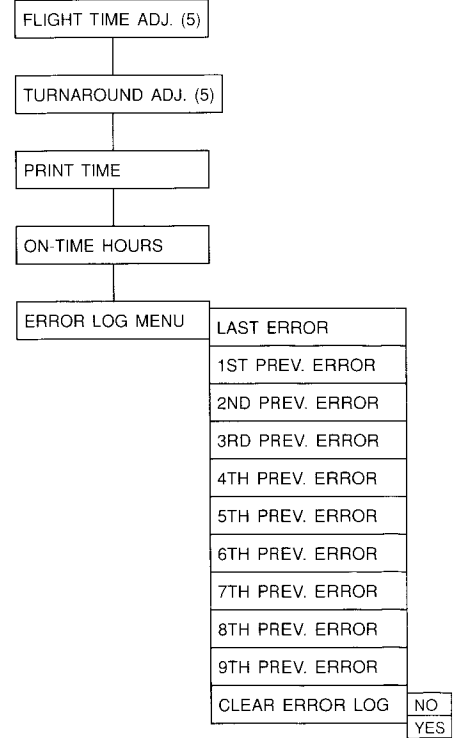 FLIGHT TIME ADJ. (5)
TURNAROUND ADJ. (5)
PRINT TIME
ON-TIME HOURS
ERROR LOG MENU
LAST ERROR
1ST PREV. ERROR
2ND PREV. ERROR
3RD PREV. ERROR
4TH PREV. ERROR
5TH PREV. ERROR
6TH PREV. ERROR
7TH PREV. ERROR
8TH PREV. ERROR
9TH PREV. ERROR
CLEAR ERROR LOG
NO
YES